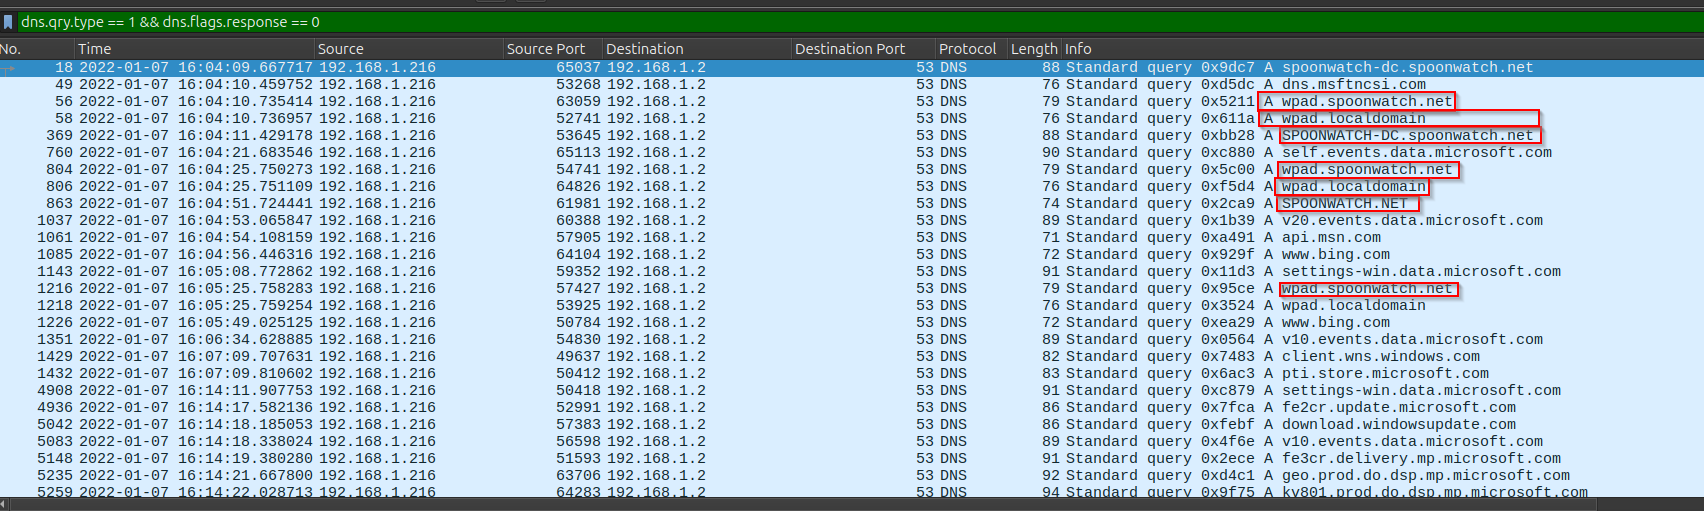 dns.qry.type == 1 && dns.flags.response == 0
No. Time Source Source Port Destination Destination Port Protocol Length Info
18 2022-01-07 16:04:09.667717 192.168.1.216 65037 192.168.1.2 53 DNS 88 Standard query 0x9dc7 A spoonwatch-dc.spoonwatch.net
49 2022-01-07 16:04:10.459752 192.168.1.216 53268 192.168.1.2 53 DNS 76 Standard query 0xd5dc A dns.msftncsi.com
56 2022-01-07 16:04:10.735414 192.168.1.216 63059 192.168.1.2 53 DNS 79 Standard query 0x5211 A wpad.spoonwatch.net
58 2022-01-07 16:04:10.736957 192.168.1.216 52741 192.168.1.2 53 DNS 76 Standard query 0x611a A wpad.localdomain
369 2022-01-07 16:04:11.429178 192.168.1.216 53645 192.168.1.2 53 DNS 88 Standard query 0xbb28 A SPOONWATCH-DC.spoonwatch.net
760 2022-01-07 16:04:21.683546 192.168.1.216 65113 192.168.1.2 53 DNS 90 Standard query 0xc880 A self.events.data.microsoft.com
804 2022-01-07 16:04:25.750273 192.168.1.216 54741 192.168.1.2 53 DNS 79 Standard query 0x5c00 A wpad.spoonwatch.net
806 2022-01-07 16:04:25.751109 192.168.1.216 64826 192.168.1.2 53 DNS 76 Standard query 0xf5d4 A wpad.localdomain
863 2022-01-07 16:04:51.724441 192.168.1.216 61981 192.168.1.2 53 DNS 74 Standard query 0x2ca9 A SPOONWATCH.NET
1037 2022-01-07 16:04:53.065847 192.168.1.216 60388 192.168.1.2 53 DNS 89 Standard query 0x1b39 A v20.events.data.microsoft.com
1061 2022-01-07 16:04:54.108159 192.168.1.216 57905 192.168.1.2 53 DNS 71 Standard query 0xa491 A api.msn.com
1085 2022-01-07 16:04:56.446316 192.168.1.216 64104 192.168.1.2 53 DNS 72 Standard query 0x929f A www.bing.com
1143 2022-01-07 16:05:08.772862 192.168.1.216 59352 192.168.1.2 53 DNS 91 Standard query 0x11d3 A settings-win.data.microsoft.com
1216 2022-01-07 16:05:25.758283 192.168.1.216 57427 192.168.1.2 53 DNS 79 Standard query 0x95ce A wpad.spoonwatch.net
1218 2022-01-07 16:05:25.759254 192.168.1.216 53925 192.168.1.2 53 DNS 76 Standard query 0x3524 A wpad.localdomain
1226 2022-01-07 16:05:49.025125 192.168.1.216 50784 192.168.1.2 53 DNS 72 Standard query 0xea29 A www.bing.com
1351 2022-01-07 16:06:34.628885 192.168.1.216 54830 192.168.1.2 53 DNS 89 Standard query 0x0564 A v10.events.data.microsoft.com
1429 2022-01-07 16:07:09.707631 192.168.1.216 49637 192.168.1.2 53 DNS 82 Standard query 0x7483 A client.wns.windows.com
1432 2022-01-07 16:07:09.810602 192.168.1.216 50412 192.168.1.2 53 DNS 83 Standard query 0x6ac3 A pti.store.microsoft.com
4908 2022-01-07 16:14:11.907753 192.168.1.216 50418 192.168.1.2 53 DNS 91 Standard query 0xc879 A settings-win.data.microsoft.com
4936 2022-01-07 16:14:17.582136 192.168.1.216 52991 192.168.1.2 53 DNS 86 Standard query 0x7fca A fe2cr.update.microsoft.com
5042 2022-01-07 16:14:18.185053 192.168.1.216 57383 192.168.1.2 53 DNS 86 Standard query 0xfebf A download.windowsupdate.com
5083 2022-01-07 16:14:18.338024 192.168.1.216 56598 192.168.1.2 53 DNS 89 Standard query 0x4f6e A v10.events.data.microsoft.com
5148 2022-01-07 16:14:19.380280 192.168.1.216 51593 192.168.1.2 53 DNS 91 Standard query 0x2ece A fe3cr.delivery.mp.microsoft.com
5235 2022-01-07 16:14:21.667800 192.168.1.216 63706 192.168.1.2 53 DNS 92 Standard query 0xd4c1 A geo.prod.do.dsp.mp.microsoft.com
5259 2022-01-07 16:14:22.028713 192.168.1.216 64283 192.168.1.2 53 DNS 94 Standard query 0x9f75 A kv801.prod.do.dsp.mp.microsoft.com